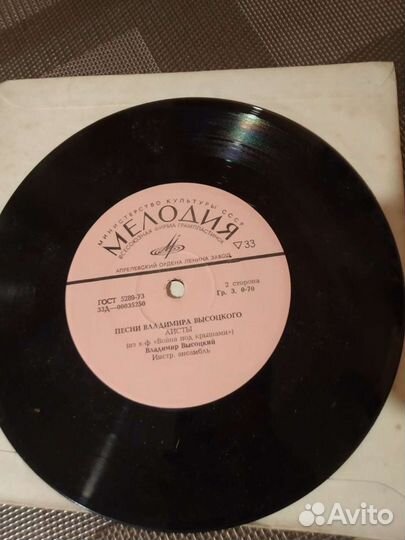 МИНИСТЕРСТВО КУЛЬТУРЫ СССР
МЕЛОДИЯ
ВСЕСОЮЗНАЯ ФИРМА ГРАМПЛАСТИНОК
▽33
АПРЕЛЕВСКИЙ ОРДЕНА ЛЕНИНА ЗАВОД
ГОСТ 5289-73
33Д—00035250
2 сторона
Гр. 3. 0-70
ПЕСНИ ВЛАДИМИРА ВЫСОЦКОГО
АИСТЫ
(из к-ф «Война под крышами»)
Владимир Высоцкий
Инстр. ансамбль
Avito